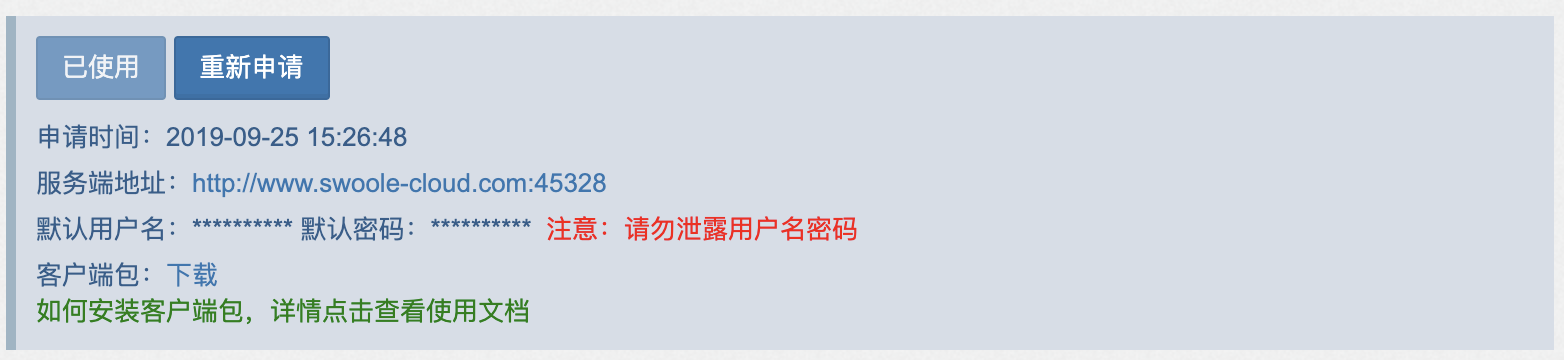 已使用 重新申请
申请时间：2019-09-25 15:26:48
服务端地址：http://www.swoole-cloud.com:45328
默认用户名：********** 默认密码：********** 注意：请勿泄露用户名密码
客户端包：下载
如何安装客户端包，详情点击查看使用文档